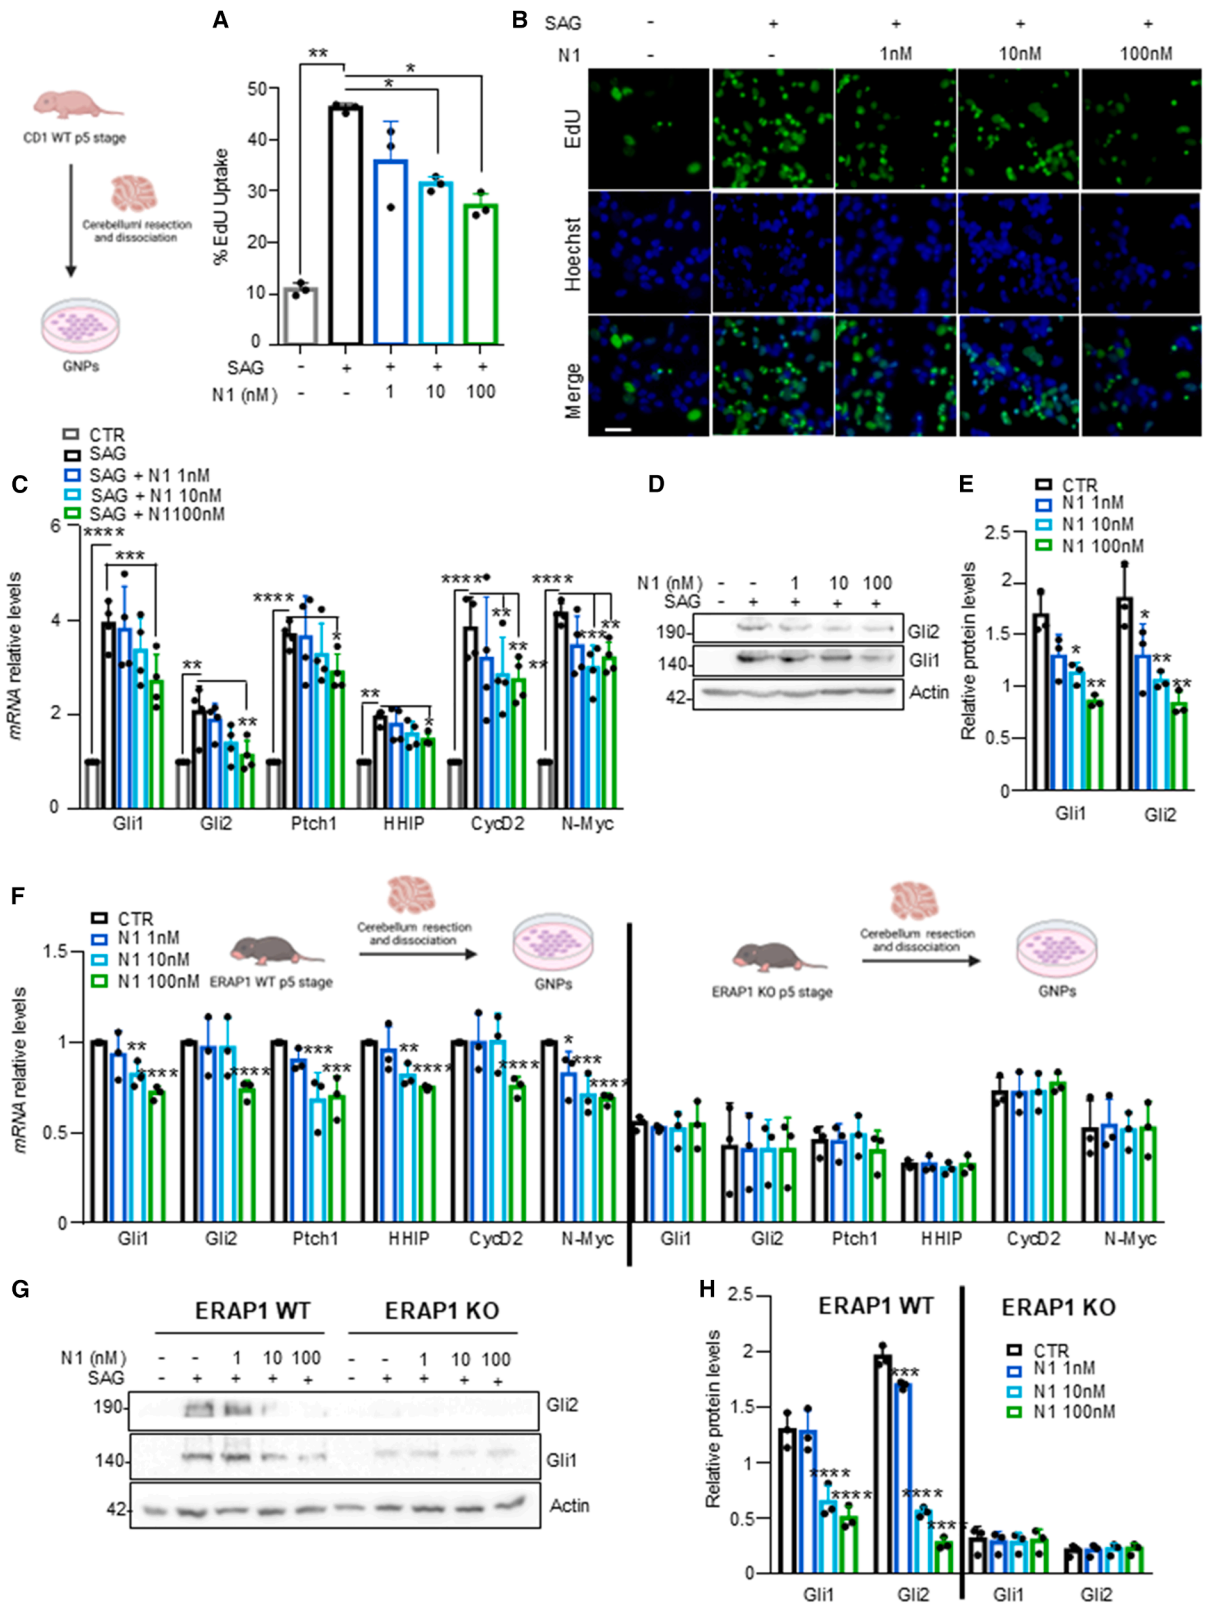 A
**
*
*
50
40
30
20
10
0
%EdU Uptake
SAG - + + + +
N1 (nM) - - 1 10 100
CD1 WT p5 stage
Cerebelluml resection
and dissociation
GNPs
B
SAG - + + + +
N1 - - 1nM 10nM 100nM
EdU
Hoechst
Merge
C
CTR
SAG
SAG + N1 1nM
SAG + N1 10nM
SAG + N1100nM
6
4
2
0
mRNA relative levels
****
***
**
**
****
*
**
*
****
**
**
**
****
***
**
Gli1 Gli2 Ptch1 HHIP CycD2 N-Myc
D
N1 (nM) - - 1 10 100
SAG - + + + +
190- Gli2
140- Gli1
42- Actin
E
CTR
N1 1nM
N1 10nM
N1 100nM
2.5
2
1.5
1
0.5
0
Relative protein levels
*
**
*
**
**
Gli1 Gli2
F
CTR
N1 1nM
N1 10nM
N1 100nM
ERAP1 WT p5 stage
Cerebellum resection
and dissociation
GNPs
ERAP1 KO p5 stage
Cerebellum resection
and dissociation
GNPs
1.5
1
0.5
0
mRNA relative levels
**
****
****
***
***
**
****
****
*
***
****
Gli1 Gli2 Ptch1 HHIP CycD2 N-Myc Gli1 Gli2 Ptch1 HHIP CycD2 N-Myc
G
ERAP1 WT ERAP1 KO
N1 (nM) - - 1 10 100 - - 1 10 100
SAG - + + + + - + + + +
190- Gli2
140- Gli1
42- Actin
H
ERAP1 WT ERAP1 KO
CTR
N1 1nM
N1 10nM
N1 100nM
2.5
2
1.5
1
0.5
0
Relative protein levels
****
****
***
****
****
Gli1 Gli2 Gli1 Gli2